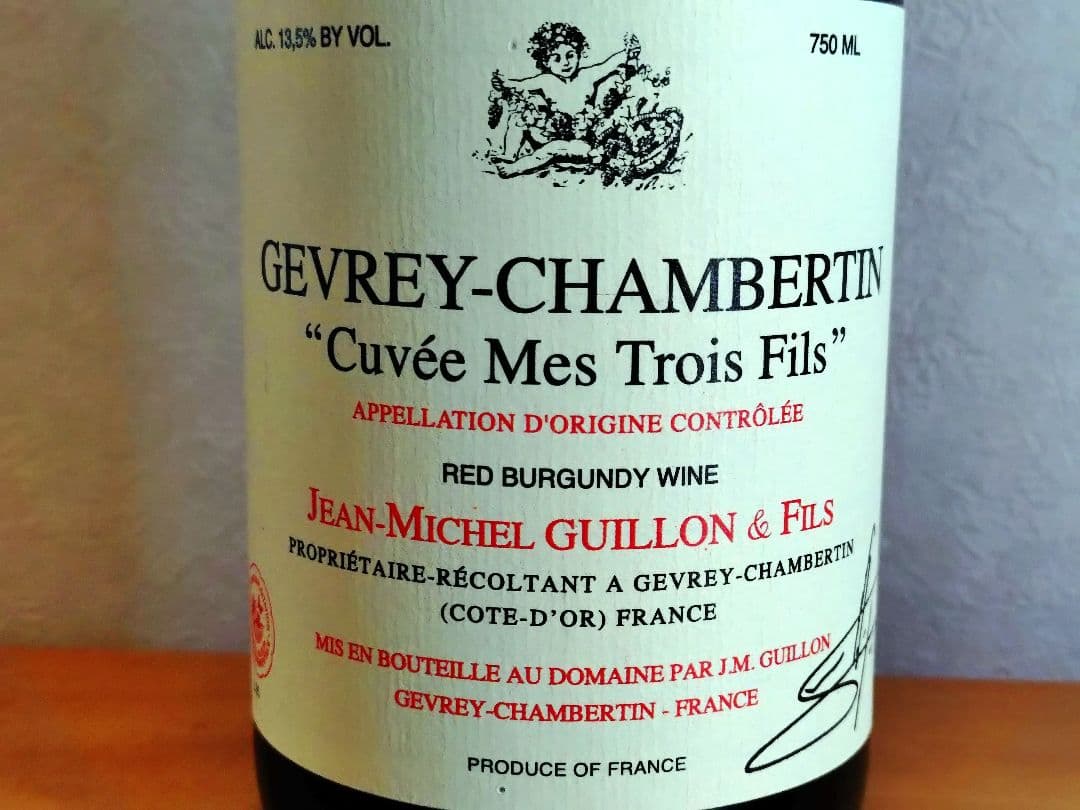 ALC. 13,5% BY VOL.
750 ML
GEVREY-CHAMBERTIN
“Cuvée Mes Trois Fils”
APPELLATION D'ORIGINE CONTRÔLÉE
RED BURGUNDY WINE
JEAN-MICHEL GUILLON & FILS
PROPRIÉTAIRE-RÉCOLTANT A GEVREY-CHAMBERTIN
(COTE-D'OR) FRANCE
MIS EN BOUTEILLE AU DOMAINE PAR J.M. GUILLON
GEVREY-CHAMBERTIN - FRANCE
PRODUCE OF FRANCE